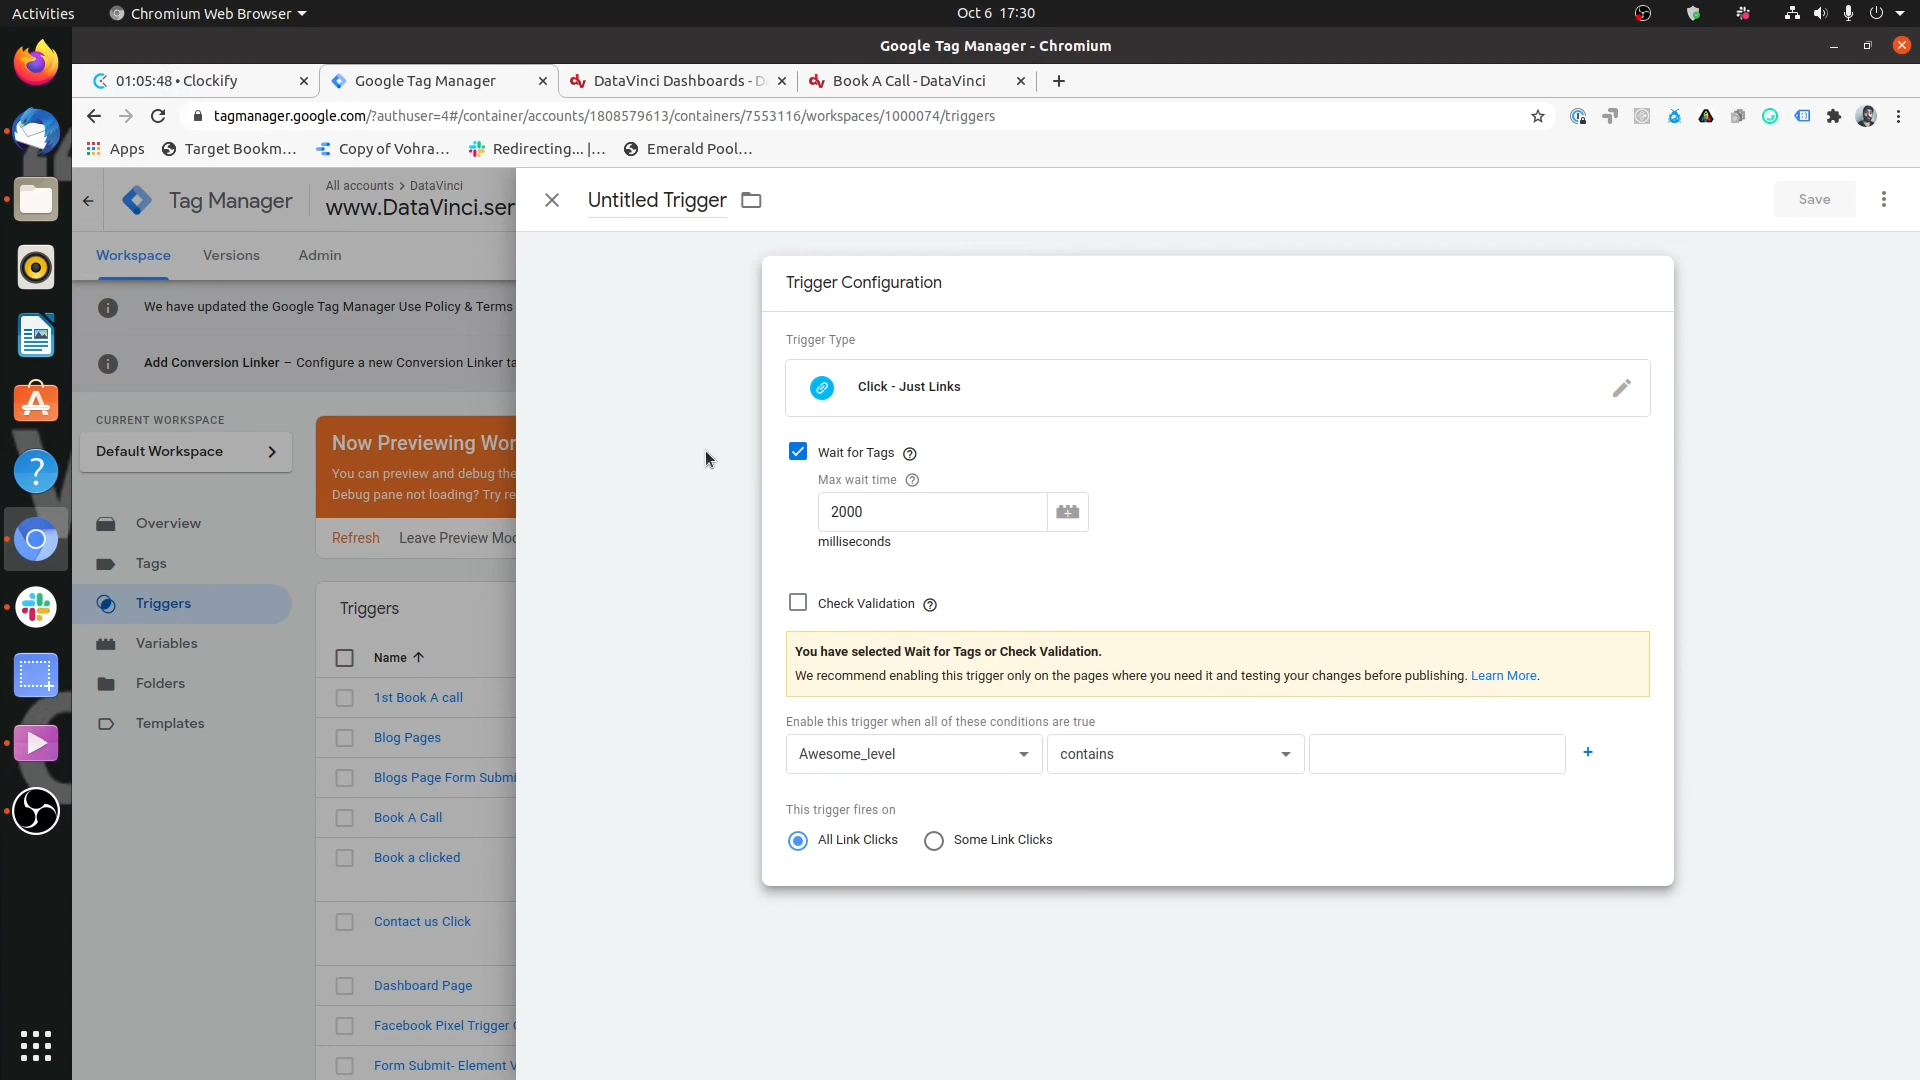 Activities
Chromium Web Browser
Oct 6 17:30
Google Tag Manager - Chromium
01:05:48 • Clockify
Google Tag Manager
DataVinci Dashboards - D
Book A Call - DataVinci
tagmanager.google.com/?authuser=4#/container/accounts/1808579613/containers/7553116/workspaces/1000074/triggers
Apps
Target Bookm...
Copy of Vohra...
Redirecting... |...
Emerald Pool...
Tag Manager
All accounts > DataVinci
www.DataVinci.ser
Untitled Trigger
Save
Workspace
Versions
Admin
We have updated the Google Tag Manager Use Policy & Terms
Add Conversion Linker – Configure a new Conversion Linker ta
CURRENT WORKSPACE
Default Workspace
Now Previewing Wor
You can preview and debug the
Debug pane not loading? Try re
Refresh
Leave Preview Mod
Overview
Tags
Triggers
Variables
Folders
Templates
Triggers
Name
1st Book A call
Blog Pages
Blogs Page Form Submi
Book A Call
Book a clicked
Contact us Click
Dashboard Page
Facebook Pixel Trigger
Form Submit- Element V
Trigger Configuration
Trigger Type
Click - Just Links
Wait for Tags
Max wait time
2000
milliseconds
Check Validation
You have selected Wait for Tags or Check Validation.
We recommend enabling this trigger only on the pages where you need it and testing your changes before publishing. Learn More.
Enable this trigger when all of these conditions are true
Awesome_level
contains
This trigger fires on
All Link Clicks
Some Link Clicks